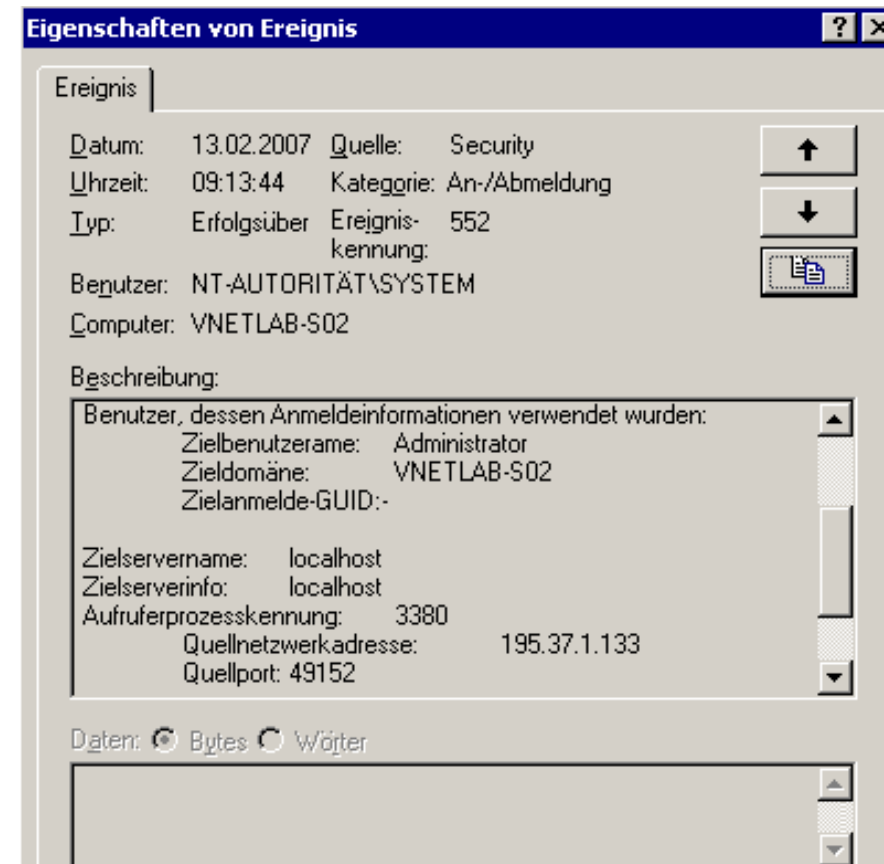 Eigenschaften von Ereignis
Ereignis
Datum: 13.02.2007 Quelle: Security
Uhrzeit: 09:13:44 Kategorie: An-/Abmeldung
Typ: Erfolgsüber Ereignis-kennung: 552
Benutzer: NT-AUTORITÄT\SYSTEM
Computer: VNETLAB-S02
Beschreibung:
Benutzer, dessen Anmeldeinformationen verwendet wurden:
Zielbenutzerame: Administrator
Zieldomäne: VNETLAB-S02
Zielanmelde-GUID:-
Zielservername: localhost
Zielserverinfo: localhost
Aufruferprozesskennung: 3380
Quellnetzwerkadresse: 195.37.1.133
Quellport: 49152
Daten: Bytes Wörter